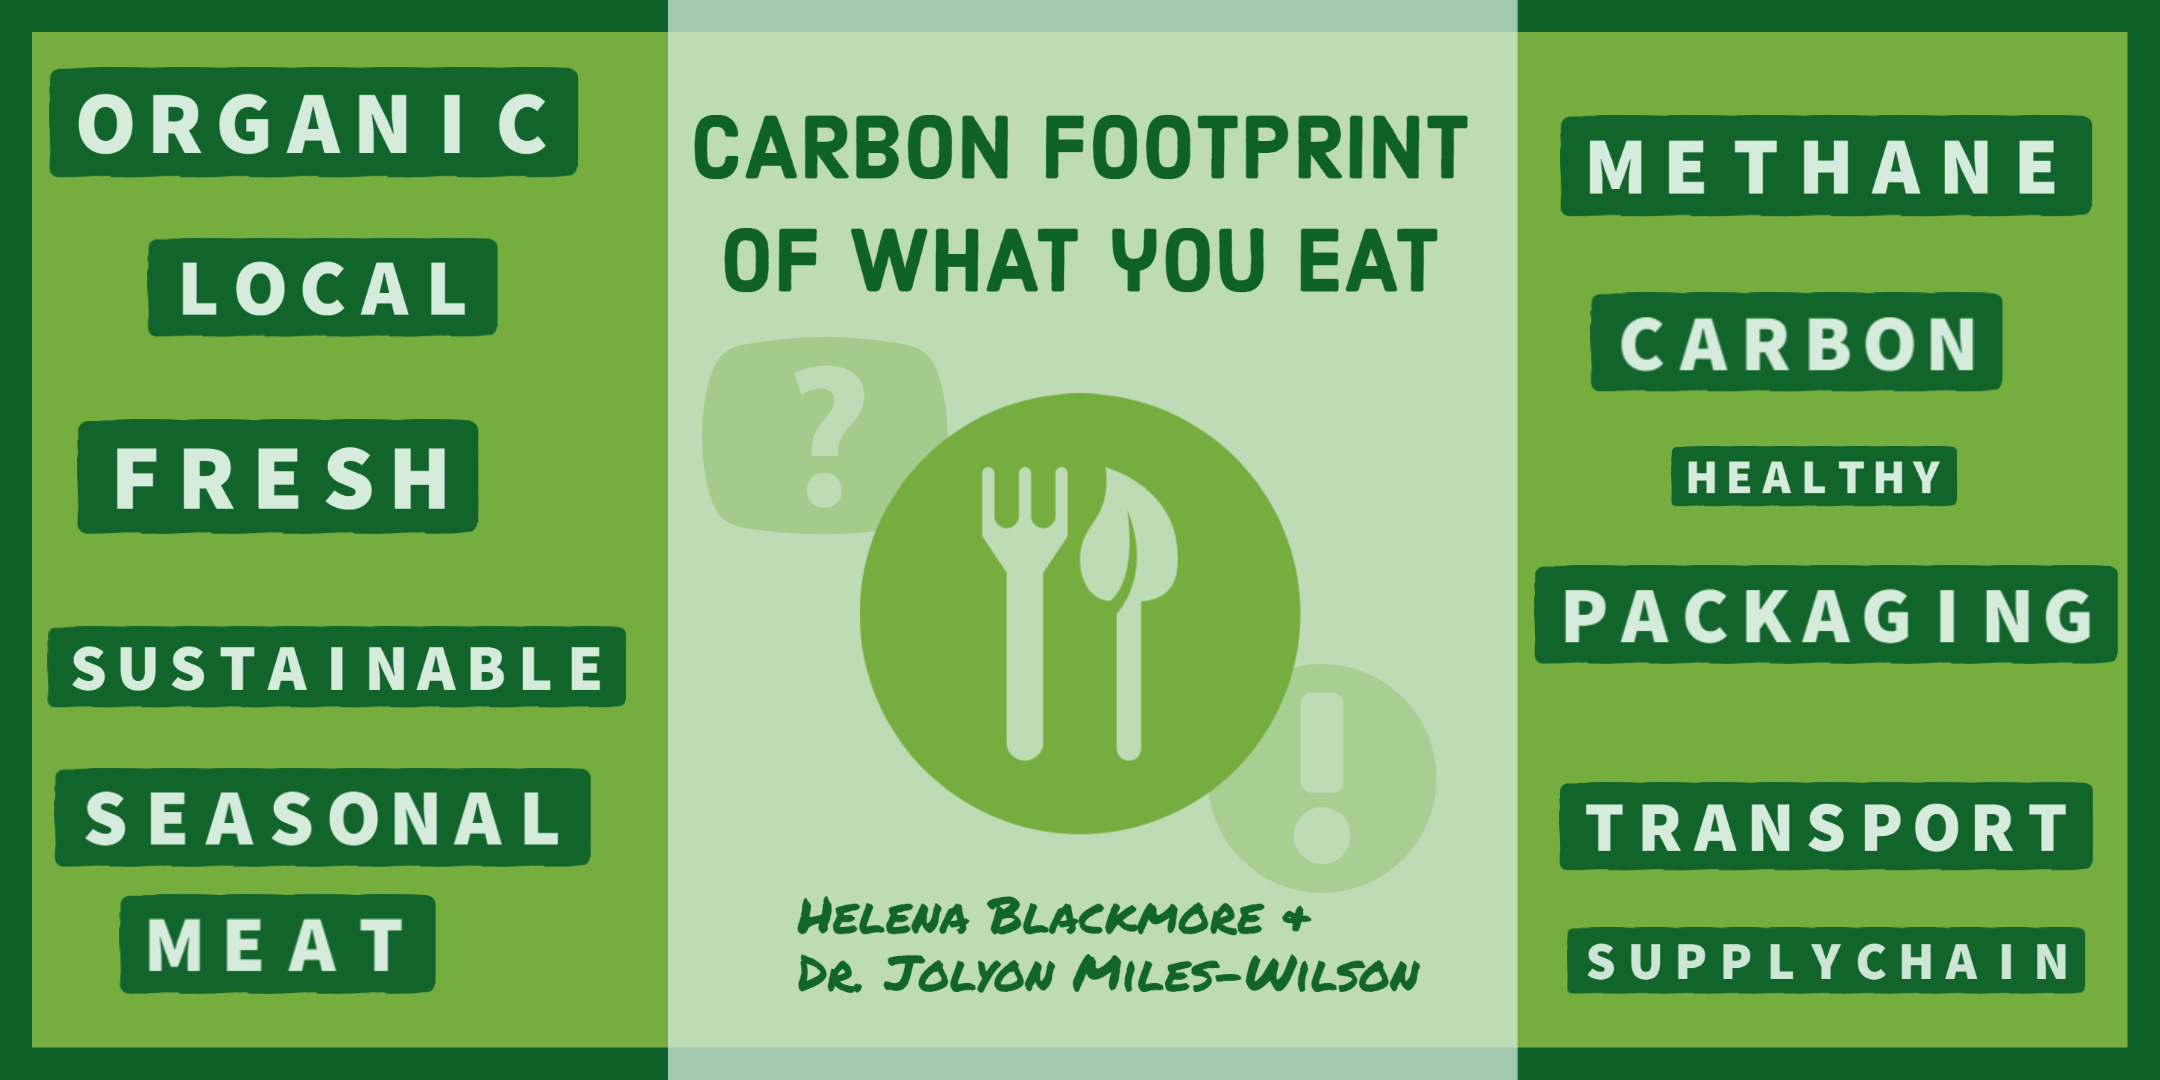 ORGANIC
LOCAL
FRESH
SUSTAINABLE
SEASONAL
MEAT
CARBON FOOTPRINT
OF WHAT YOU EAT
?
!
HELENA BLACKMORE &
DR. JOLYON MILES-WILSON
METHANE
CARBON
HEALTHY
PACKAGING
TRANSPORT
SUPPLYCHAIN